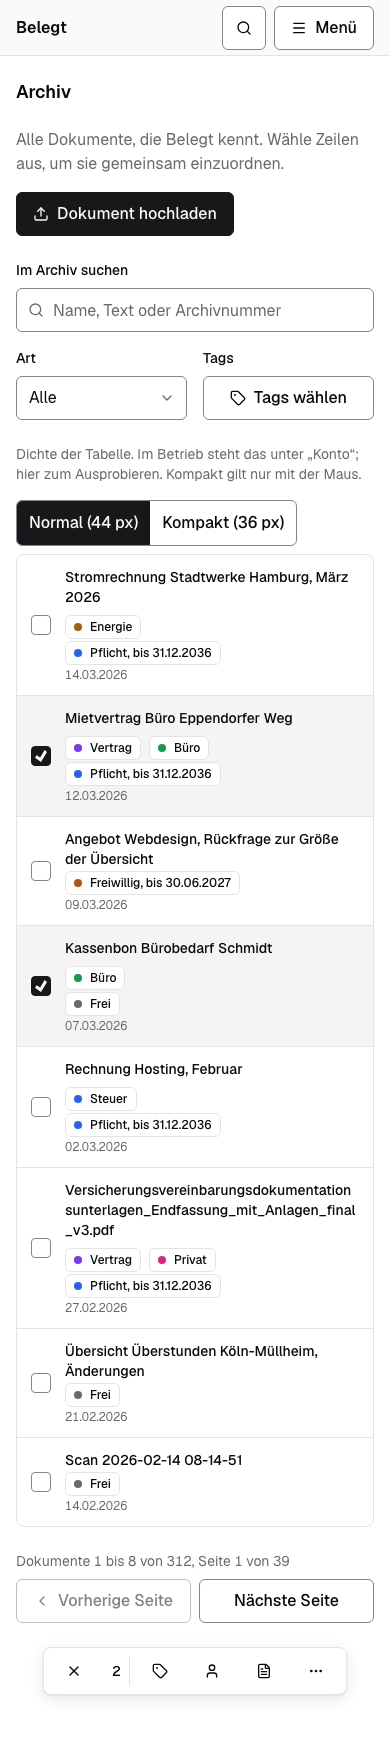 Belegt
Menü
Archiv
Alle Dokumente, die Belegt kennt. Wähle Zeilen
aus, um sie gemeinsam einzuordnen.
Dokument hochladen
Im Archiv suchen
Name, Text oder Archivnummer
Art
Tags
Alle
Tags wählen
Dichte der Tabelle. Im Betrieb steht das unter „Konto“;
hier zum Ausprobieren. Kompakt gilt nur mit der Maus.
Normal (44 px)
Kompakt (36 px)
Stromrechnung Stadtwerke Hamburg, März
2026
Energie
Pflicht, bis 31.12.2036
14.03.2026
Mietvertrag Büro Eppendorfer Weg
Vertrag
Büro
Pflicht, bis 31.12.2036
12.03.2026
Angebot Webdesign, Rückfrage zur Größe
der Übersicht
Freiwillig, bis 30.06.2027
09.03.2026
Kassenbon Bürobedarf Schmidt
Büro
Frei
07.03.2026
Rechnung Hosting, Februar
Steuer
Pflicht, bis 31.12.2036
02.03.2026
Versicherungsvereinbarungsdokumentation
sunterlagen_Endfassung_mit_Anlagen_final
_v3.pdf
Vertrag
Privat
Pflicht, bis 31.12.2036
27.02.2026
Übersicht Überstunden Köln-Müllheim,
Änderungen
Frei
21.02.2026
Scan 2026-02-14 08-14-51
Frei
14.02.2026
Dokumente 1 bis 8 von 312, Seite 1 von 39
Vorherige Seite
Nächste Seite
2